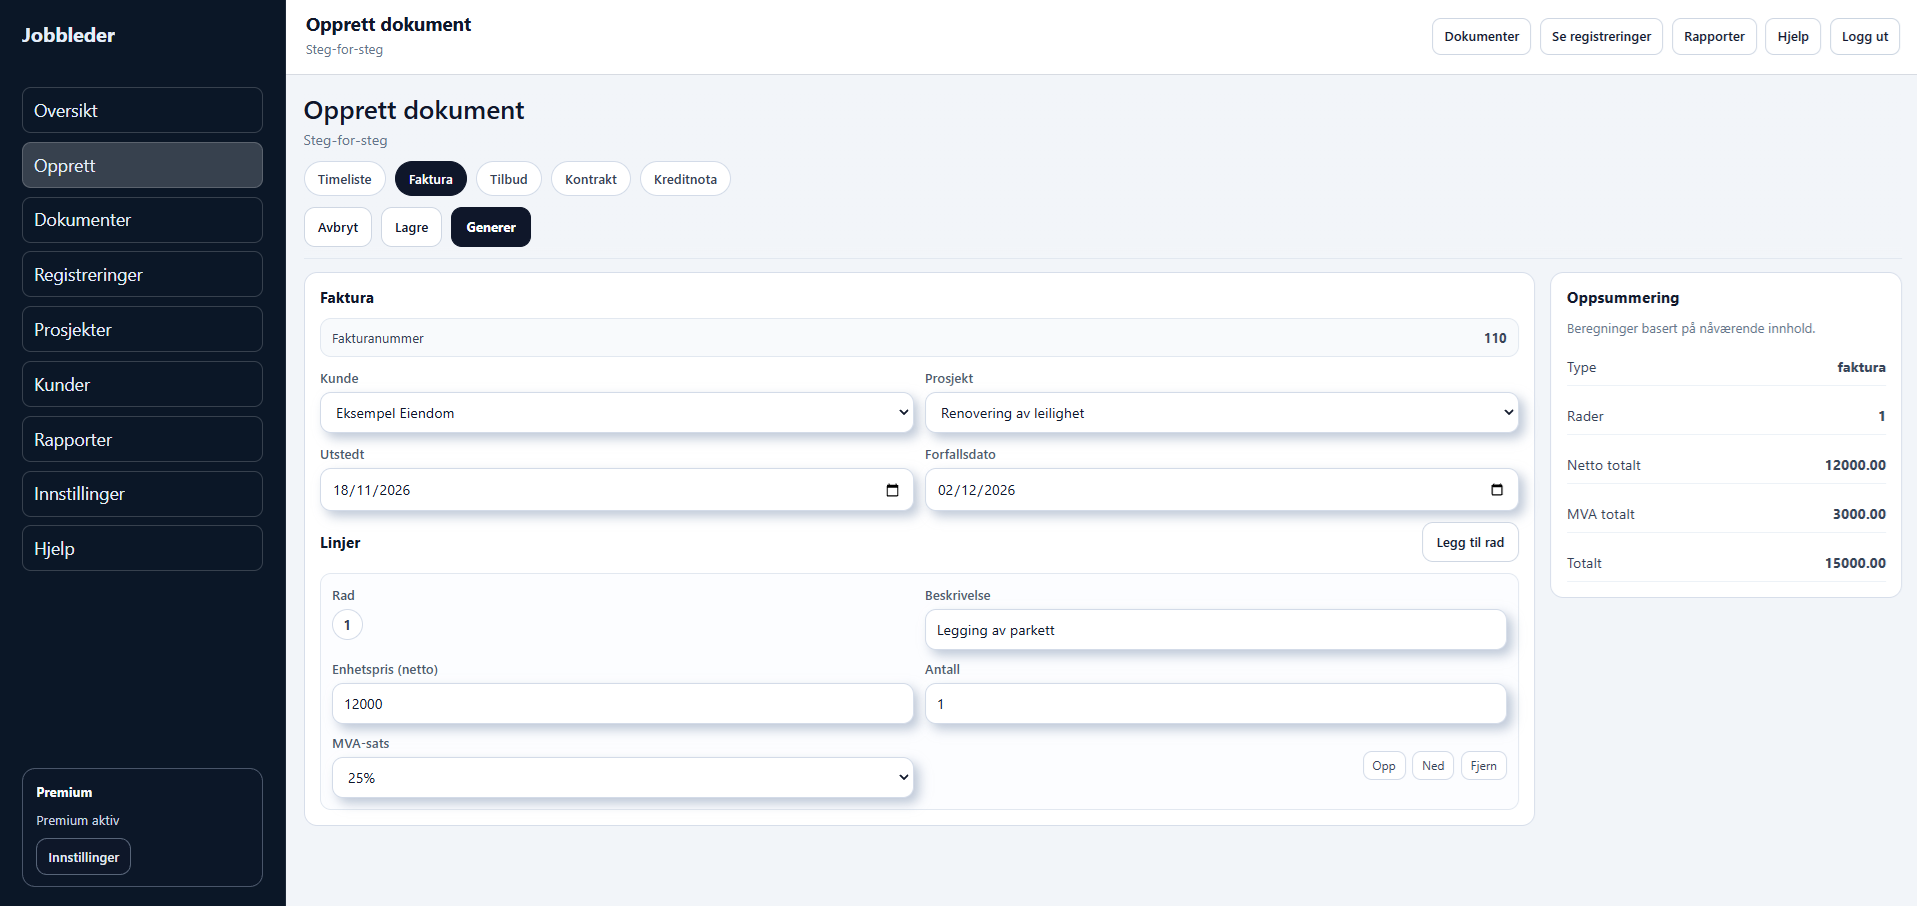 Jobbleder
Oversikt
Opprett
Dokumenter
Registreringer
Prosjekter
Kunder
Rapporter
Innstillinger
Hjelp
Premium
Premium aktiv
Innstillinger
Opprett dokument
Steg-for-steg
Dokumenter Se registreringer Rapporter Hjelp Logg ut
Opprett dokument
Steg-for-steg
Timeliste Faktura Tilbud Kontrakt Kreditnota
Avbryt Lagre Generer
Faktura
Fakturanummer 110
Kunde Prosjekt
Eksempel Eiendom Renovering av leilighet
Utstedt Forfallsdato
18/11/2026 02/12/2026
Linjer Legg til rad
Rad Beskrivelse
1 Legging av parkett
Enhetspris (netto) Antall
12000 1
MVA-sats
25% Opp Ned Fjern
Oppsummering
Beregninger basert på nåværende innhold.
Type faktura
Rader 1
Netto totalt 12000.00
MVA totalt 3000.00
Totalt 15000.00